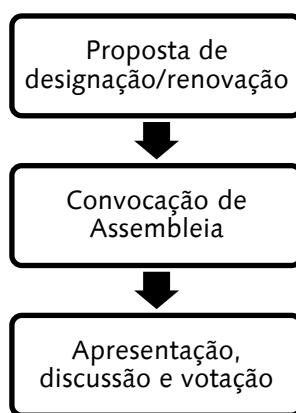 Proposta de
designação/renovação
Convocação de
Assembleia
Apresentação,
discussão e votação